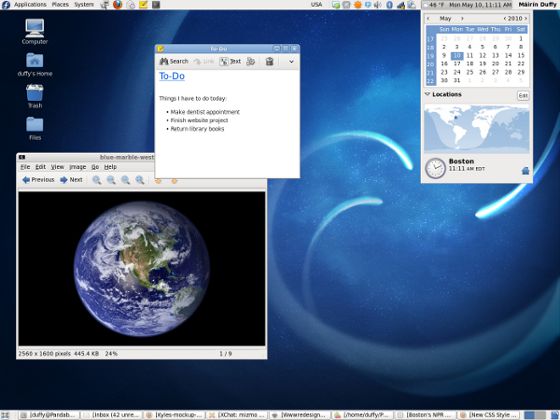 Applications Places System
USA
46 °F Mon May 10, 11:11 AM Máirín Duffy
Computer
duffy's Home
Trash
Files
To-Do
Search Link Text
To-Do
Things I have to do today:
• Make dentist appointment
• Finish website project
• Return library books
May 2010
Sun Mon Tue Wed Thu Fri Sat
17 25 26 27 28 29 30 1
18 2 3 4 5 6 7 8
19 9 10 11 12 13 14 15
20 16 17 18 19 20 21 22
21 23 24 25 26 27 28 29
22 30 31
Locations
Edit
Boston
11:11 AM EDT
blue-marble-west
File Edit View Image Go Help
Previous Next
2560 x 1600 pixels 445.4 KB 24%
1 / 9
[duffy@Pandab...
[Inbox (42 unre...
[Kyles-mockup-...
[XChat: mizmo ...
[Wwwredesign...
[/home/duffy/P...
[Boston's NPR ...
[New CSS Style ...